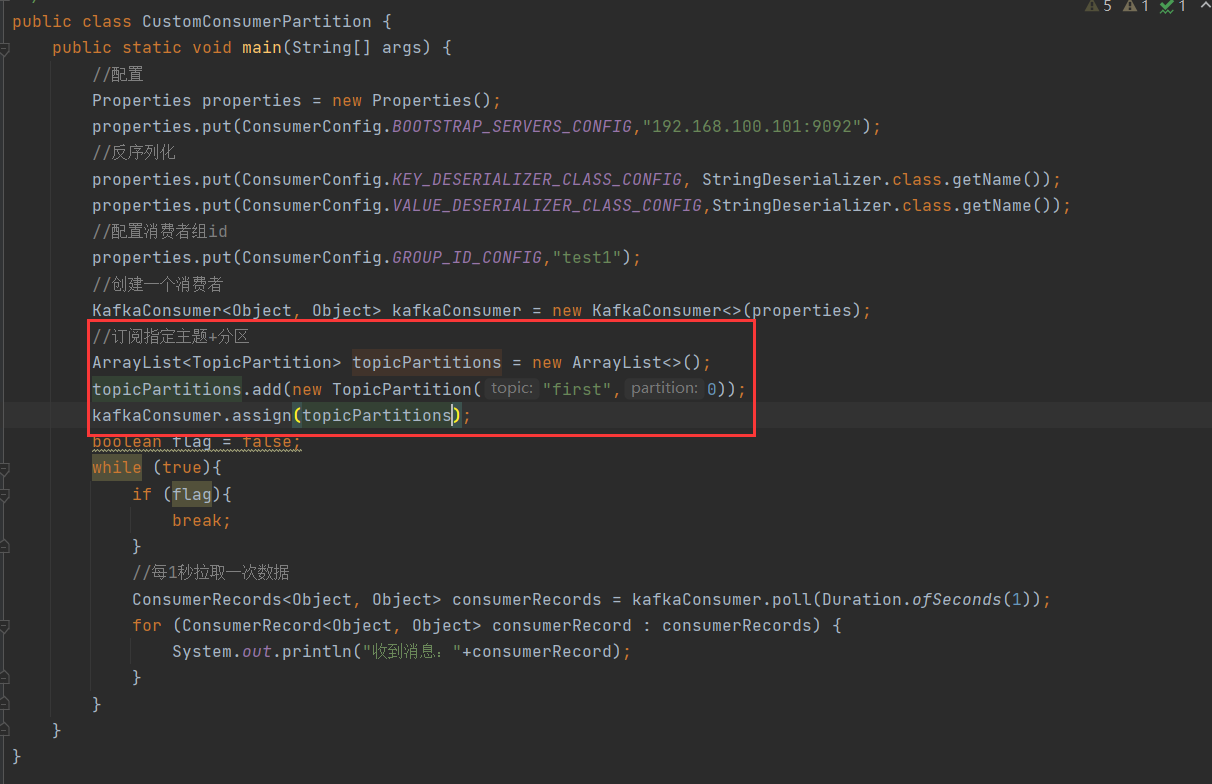 5 1 1
public class CustomConsumerPartition {
public static void main(String[] args) {
//配置
Properties properties = new Properties();
properties.put(ConsumerConfig.BOOTSTRAP_SERVERS_CONFIG,"192.168.100.101:9092");
//反序列化
properties.put(ConsumerConfig.KEY_DESERIALIZER_CLASS_CONFIG, StringDeserializer.class.getName());
properties.put(ConsumerConfig.VALUE_DESERIALIZER_CLASS_CONFIG,StringDeserializer.class.getName());
//配置消费者组id
properties.put(ConsumerConfig.GROUP_ID_CONFIG,"test1");
//创建一个消费者
KafkaConsumer<Object, Object> kafkaConsumer = new KafkaConsumer<>(properties);
//订阅指定主题+分区
ArrayList<TopicPartition> topicPartitions = new ArrayList<>();
topicPartitions.add(new TopicPartition( topic: "first", partition: 0));
kafkaConsumer.assign(topicPartitions);
boolean flag = false;
while (true){
if (flag){
break;
}
//每1秒拉取一次数据
ConsumerRecords<Object, Object> consumerRecords = kafkaConsumer.poll(Duration.ofSeconds(1));
for (ConsumerRecord<Object, Object> consumerRecord : consumerRecords) {
System.out.println("收到消息："+consumerRecord);
}
}
}
}